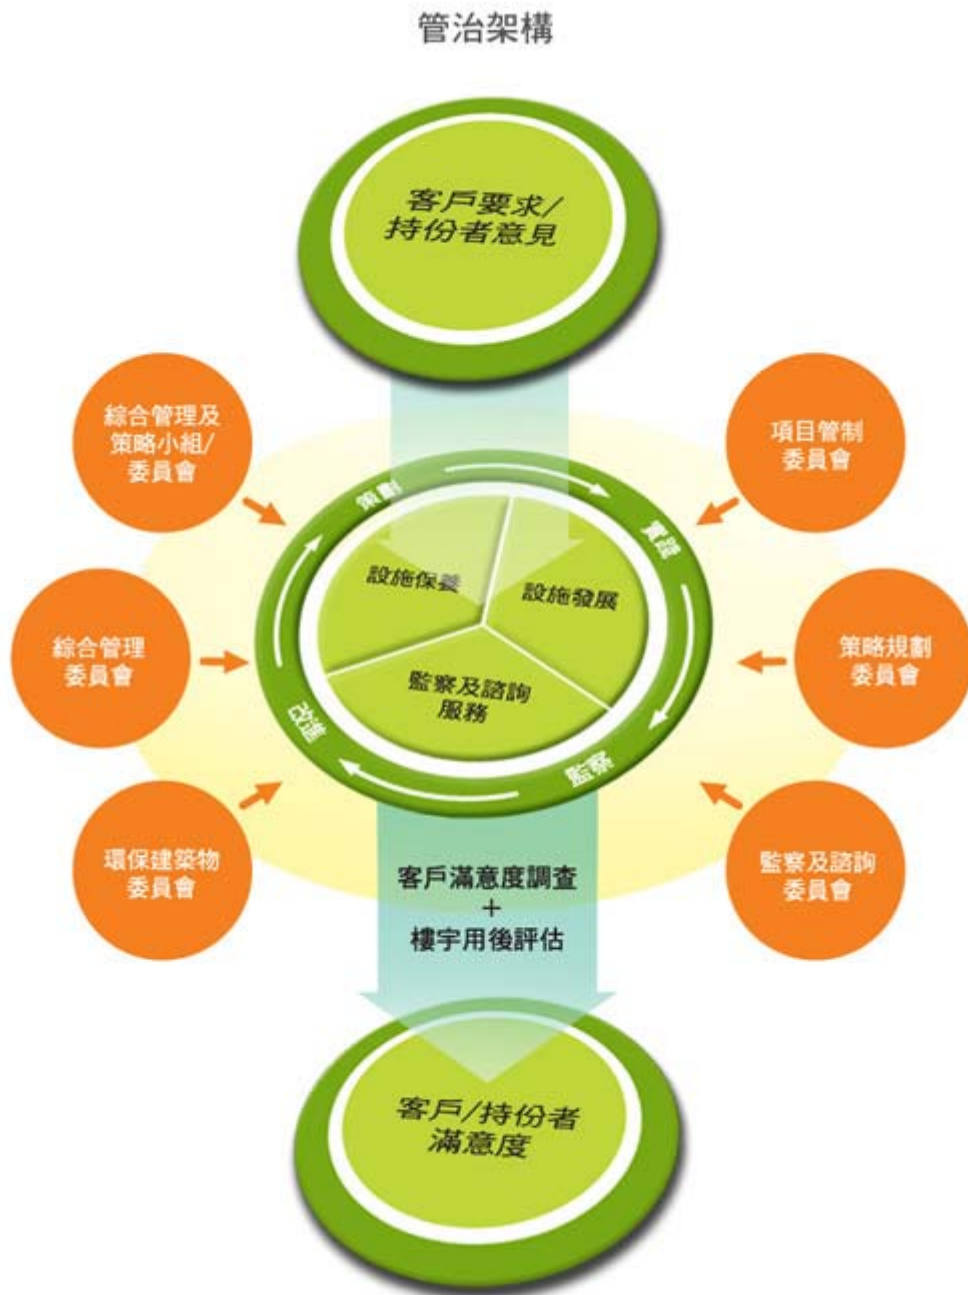 管治架構
客戶要求/
持份者意見
綜合管理及
策略小組/
委員會
項目管制
委員會
策劃
實踐
設施保養
設施發展
綜合管理
委員會
策略規劃
委員會
監察及諮詢
服務
改進
監察
環保建築物
委員會
監察及諮詢
委員會
客戶滿意度調查
+
樓宇用後評估
客戶/持份者
滿意度